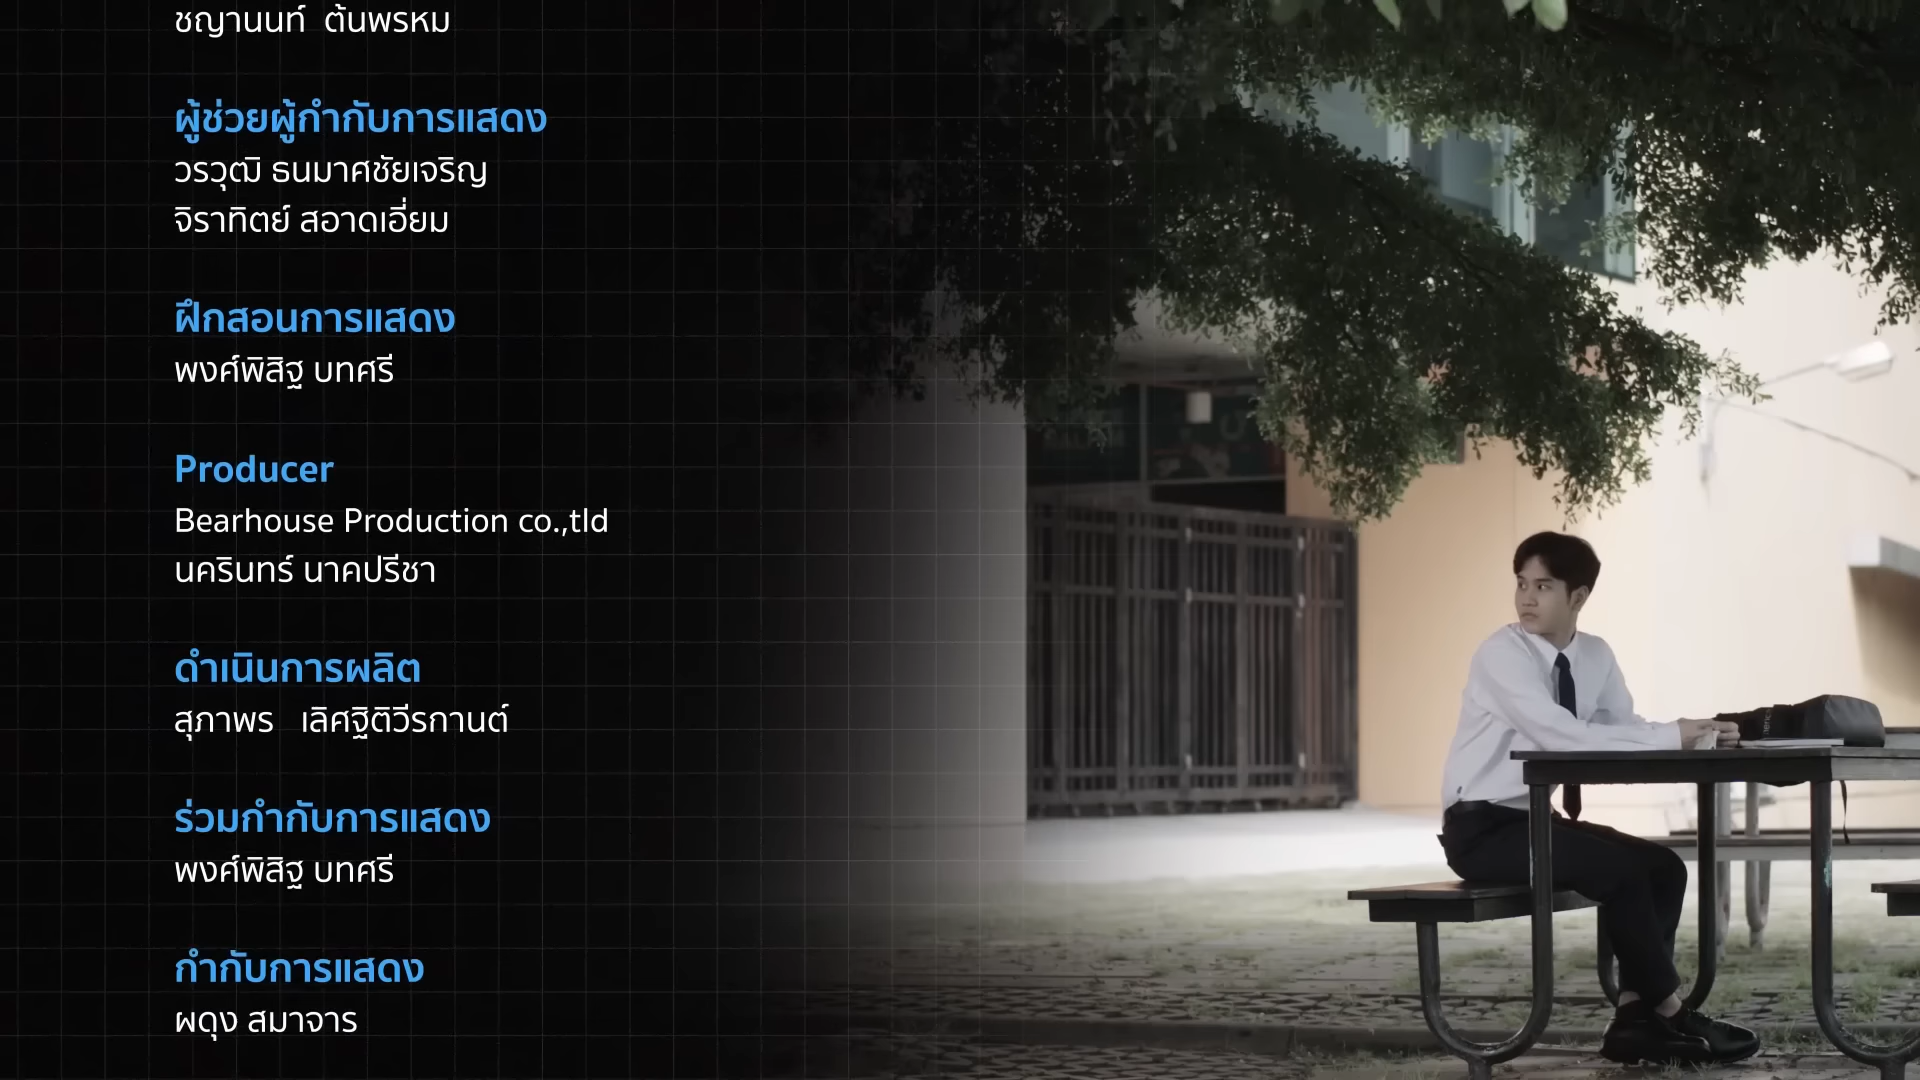 ชญานนท์  ต้นพรหม
ผู้ช่วยผู้กำกับการแสดง
วรวุฒิ ธนมาศชัยเจริญ
จิราทิตย์ สอาดเอี่ยม
ฝึกสอนการแสดง
พงศ์พิสิฐ บทศรี
Producer
Bearhouse Production co.,tld
นครินทร์ นาคปรีชา
ดำเนินการผลิต
สุภาพร   เลิศฐิติวีรกานต์
ร่วมกำกับการแสดง
พงศ์พิสิฐ บทศรี
กำกับการแสดง
ผดุง สมาจาร